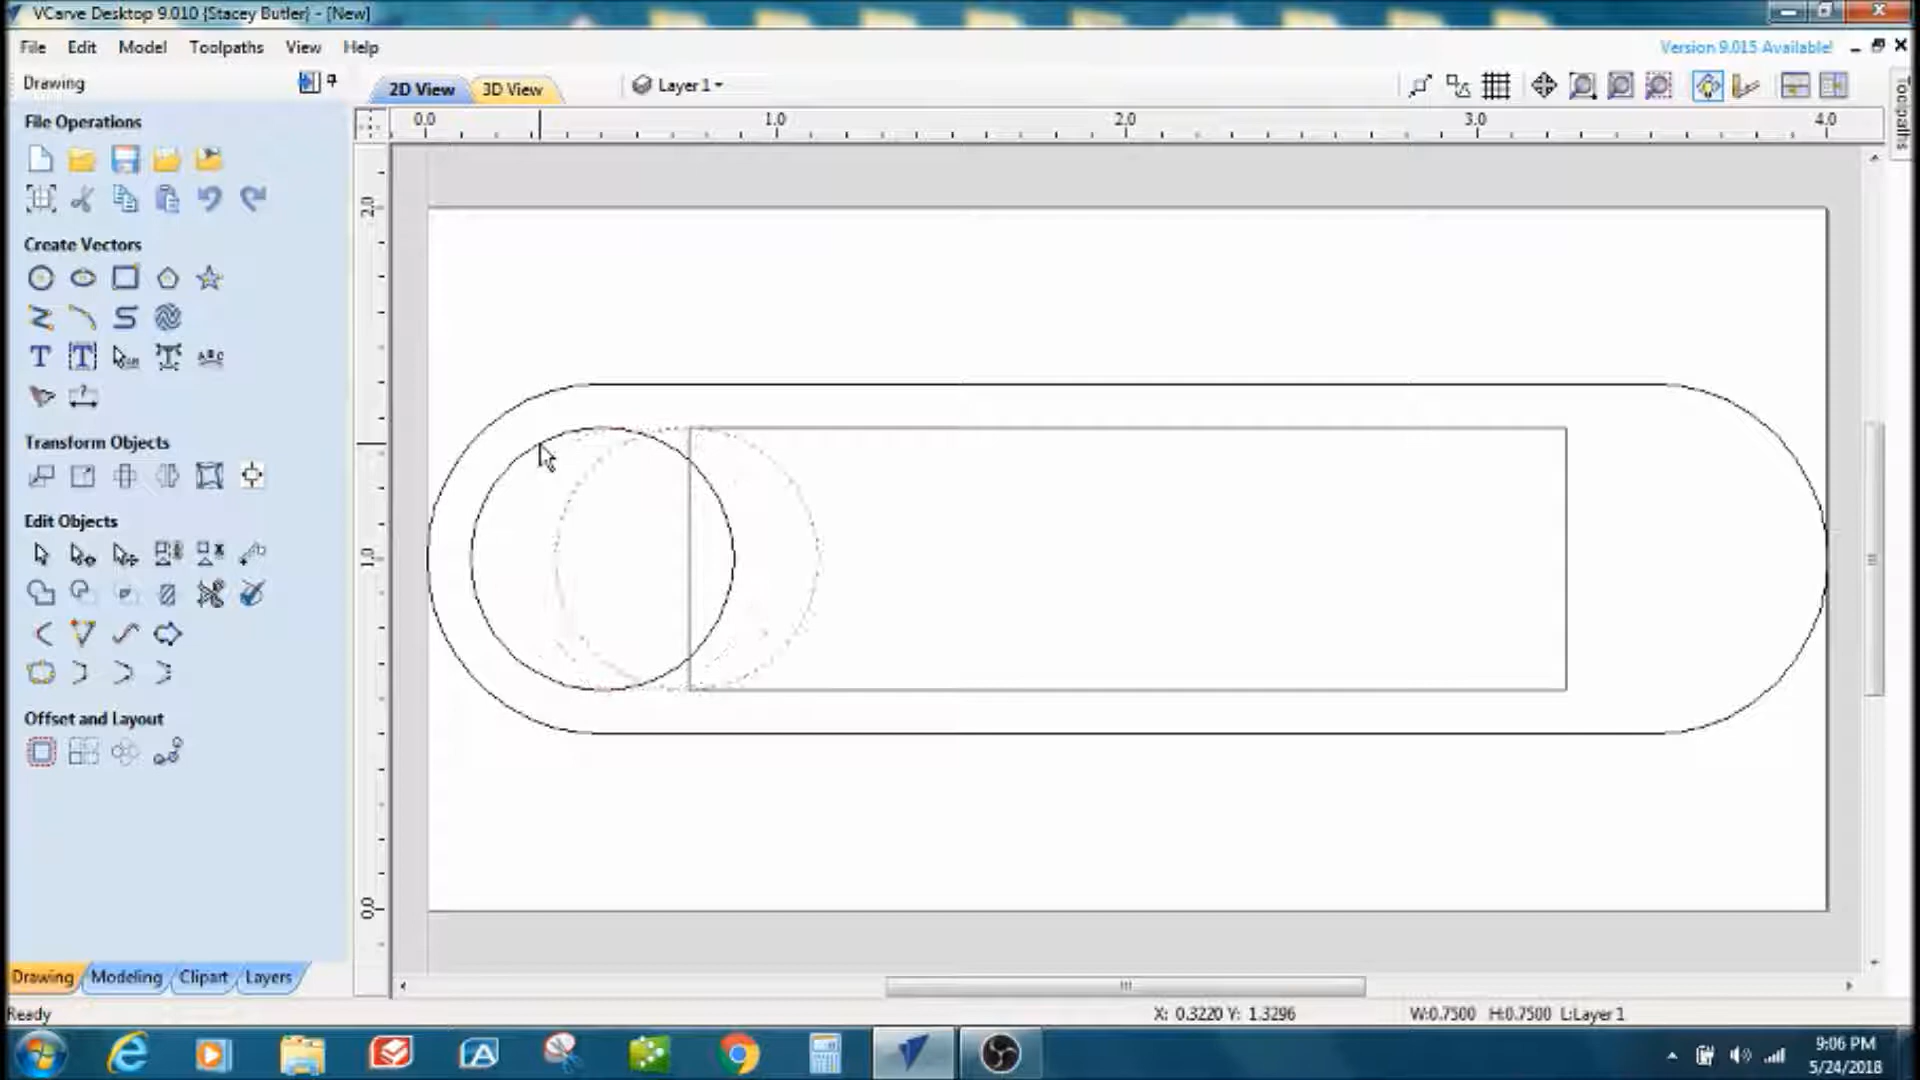 VCarve Desktop 9.010 {Stacey Butler} - [New]
File Edit Model Toolpaths View Help
Version 9.015 Available!
Drawing
2D View 3D View Layer 1
Toolpaths
File Operations
0.0 1.0 2.0 3.0 4.0
2.0
Create Vectors
Transform Objects
Edit Objects
1.0
Offset and Layout
0.0
Drawing Modeling Clipart Layers
Ready
X: 0.3220 Y: 1.3296
W:0.7500 H:0.7500 L:Layer 1
9:06 PM
5/24/2018